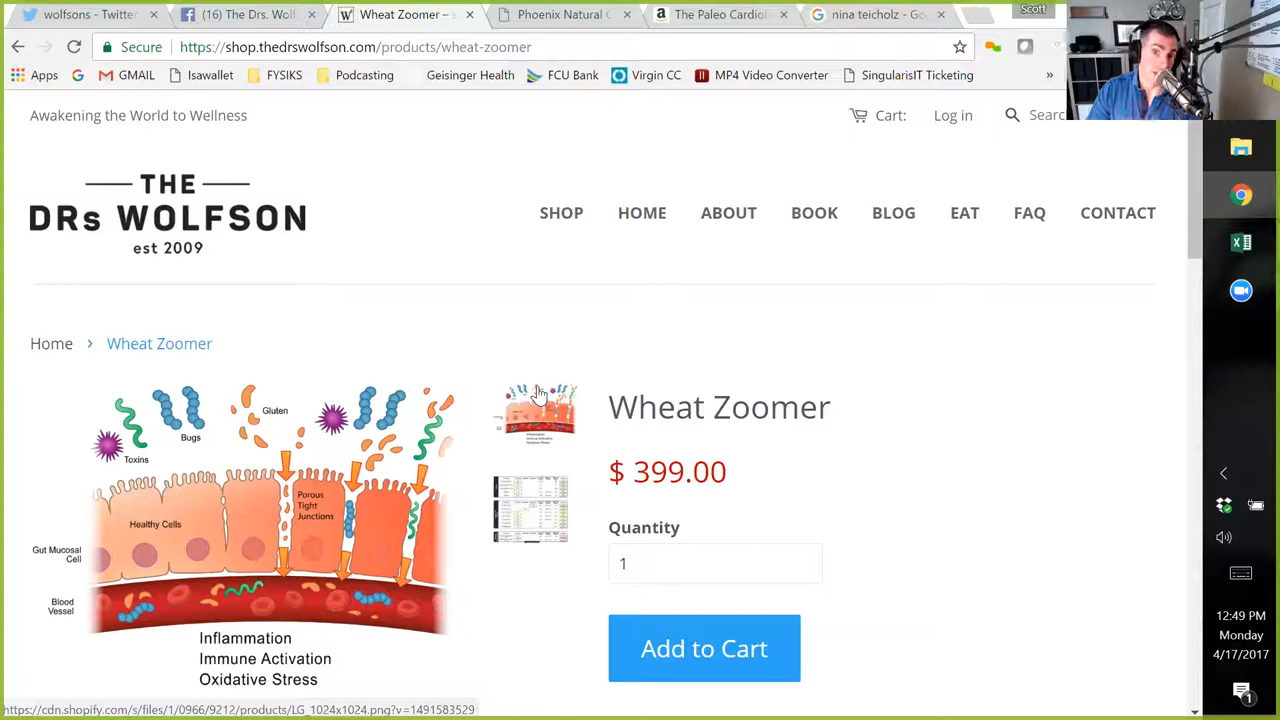 wolfsons - Twitter
(16) The Drs. Wolf
Wheat Zoomer – s
Phoenix Natural C
The Paleo Cardiol
nina teicholz - Go
Scott
Secure
https://shop.thedrswolfson.com/products/wheat-zoomer
Apps
GMAIL
Isawallet
FYSIKS
Podcasting
Geisinger Health
FCU Bank
Virgin CC
MP4 Video Converter
SingularisIT Ticketing
»
Awakening the World to Wellness
Cart:
Log in
Searc
THE
DRs WOLFSON
est 2009
SHOP
HOME
ABOUT
BOOK
BLOG
EAT
FAQ
CONTACT
Home › Wheat Zoomer
Toxins
Bugs
Gluten
Healthy Cells
Porous
Tight
Junctions
Gut Mucosal
Cell
Blood
Vessel
Inflammation
Immune Activation
Oxidative Stress
Wheat Zoomer
$ 399.00
Quantity
1
Add to Cart
12:49 PM
Monday
4/17/2017
1
https://cdn.shopify.com/s/files/1/0966/9212/products/LG_1024x1024.png?v=1491583529